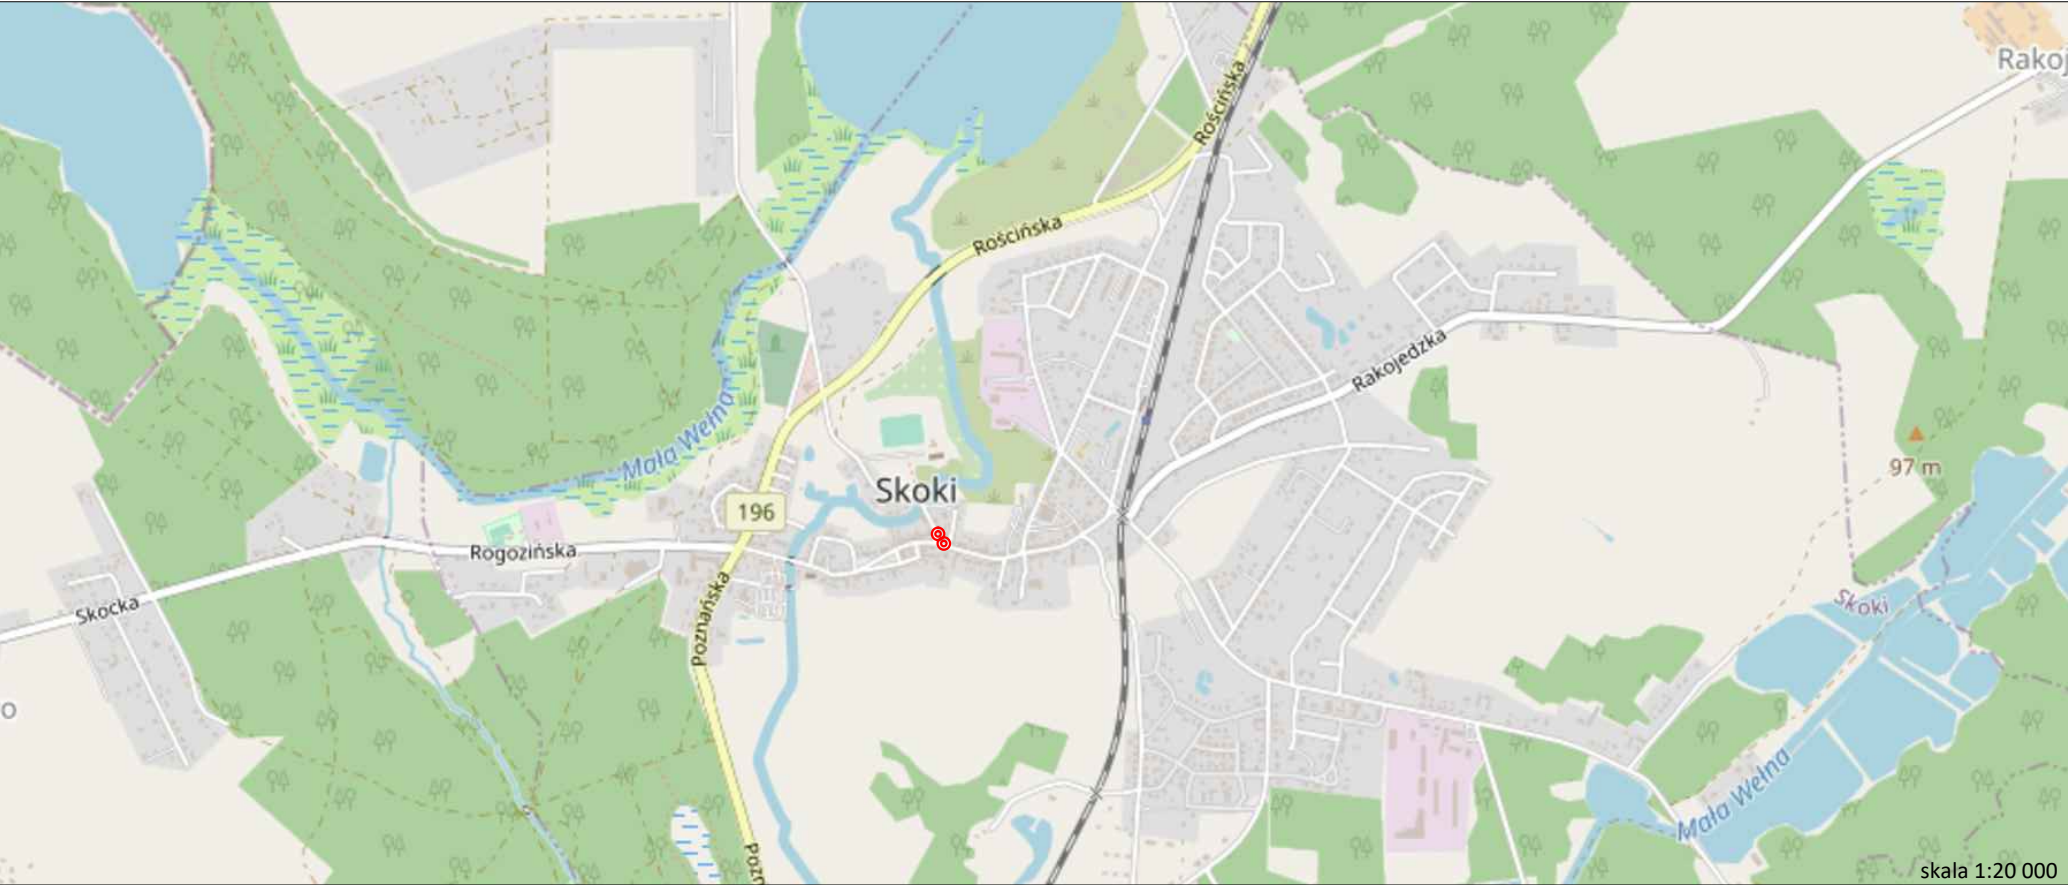 Rakoj
Rościńska
Rościńska
Rakojedzka
Mała Wełna
97 m
Skoki
196
Rogozińska
Skocka
Poznańska
Skoki
o
Mała Wełna
Pozn
skala 1:20 000